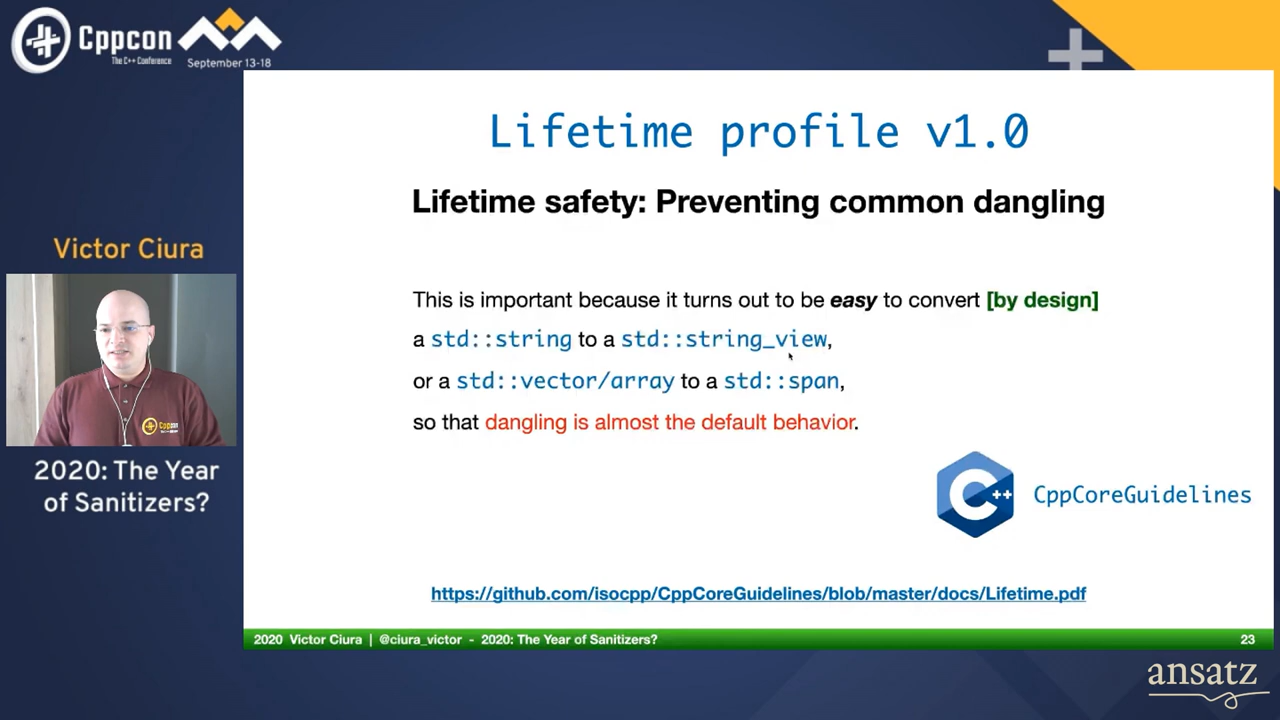 Cppcon
The C++ Conference
September 13-18
Lifetime profile v1.0
Lifetime safety: Preventing common dangling
Victor Ciura
This is important because it turns out to be easy to convert [by design]
a std::string to a std::string_view,
or a std::vector/array to a std::span,
so that dangling is almost the default behavior.
Cppcon
2020: The Year
of Sanitizers?
C++
CppCoreGuidelines
https://github.com/isocpp/CppCoreGuidelines/blob/master/docs/Lifetime.pdf
2020 Victor Ciura | @ciura_victor - 2020: The Year of Sanitizers?
23
ansatz